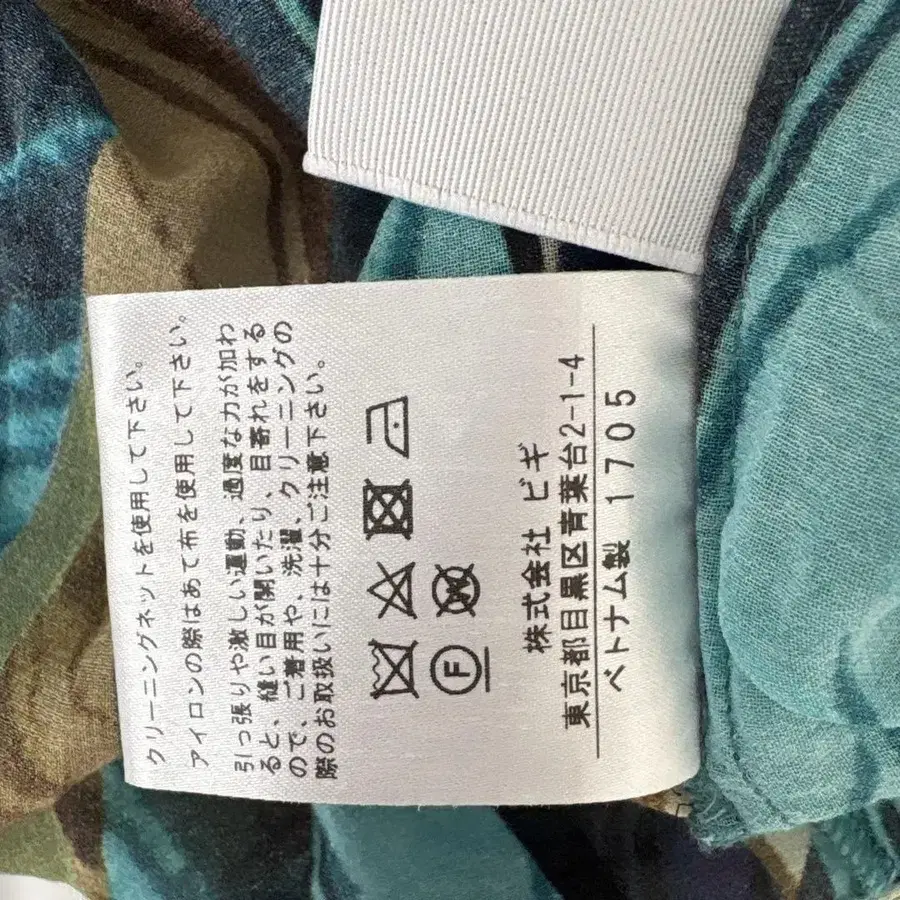 クリーニングネットを使用して下さい。
アイロンの際はあて布を使用して下さい。
引っ張りや激しい運動、過度な力が加わ
ると、縫い目が開いたり、目寄れをする
ので、ご着用や、洗濯、クリーニングの
際のお取扱いには十分ご注意下さい。
F W
株式会社 ビギ
東京都目黒区青葉台2-1-4
ベトナム製 1705